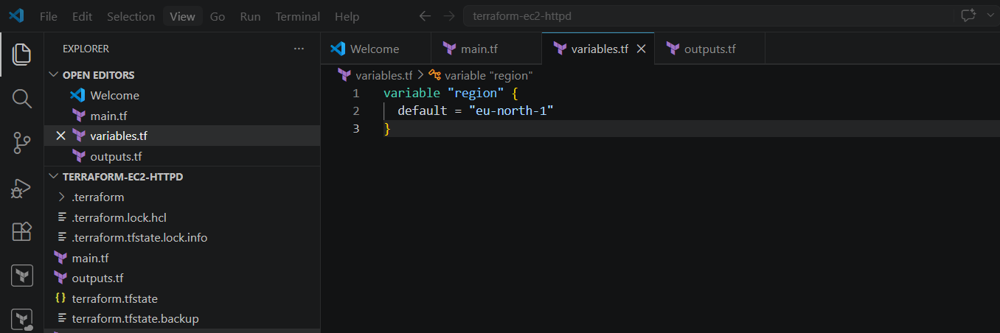 File Edit Selection View Go Run Terminal Help
terraform-ec2-httpd
EXPLORER
OPEN EDITORS
Welcome
main.tf
variables.tf
outputs.tf
TERRAFORM-EC2-HTTPD
.terraform
.terraform.lock.hcl
.terraform.tfstate.lock.info
main.tf
outputs.tf
terraform.tfstate
terraform.tfstate.backup
Welcome main.tf variables.tf outputs.tf
variables.tf > variable "region"
1 variable "region" {
2 default = "eu-north-1"
3 }